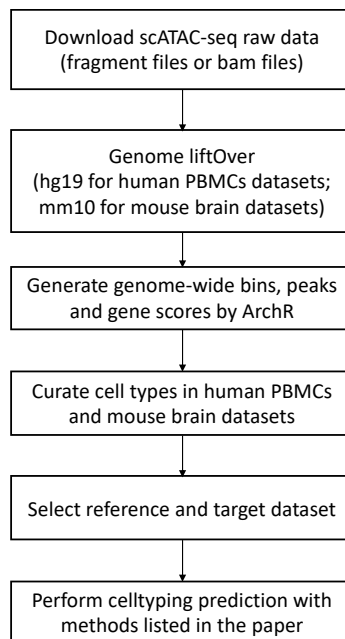 Download scATAC-seq raw data
(fragment files or bam files)
Genome liftOver
(hg19 for human PBMCs datasets;
mm10 for mouse brain datasets)
Generate genome-wide bins, peaks
and gene scores by ArchR
Curate cell types in human PBMCs
and mouse brain datasets
Select reference and target dataset
Perform celltyping prediction with
methods listed in the paper